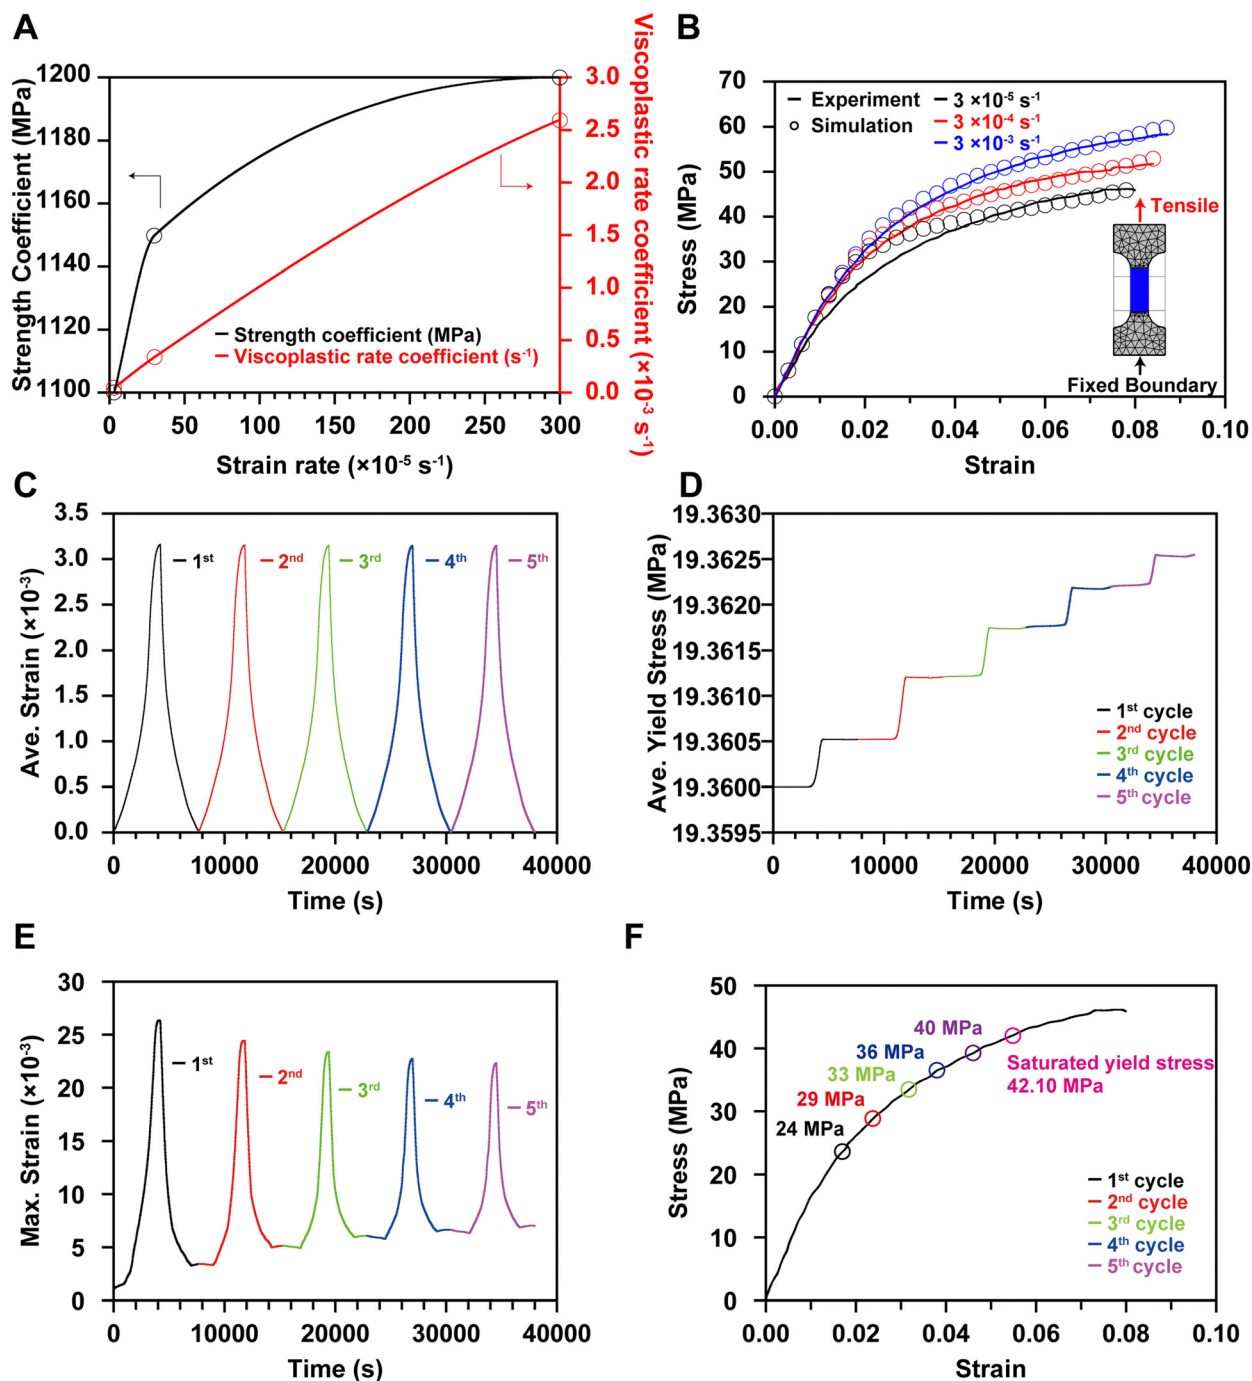 A
Strength Coefficient (MPa)
1200
1180
1160
1140
1120
1100
3.0
2.5
2.0
1.5
1.0
0.5
0.0
Viscoplastic rate coefficient (×10⁻³ s⁻¹)
Strength coefficient (MPa)
Viscoplastic rate coefficient (s⁻¹)
0 50 100 150 200 250 300
Strain rate (×10⁻⁵ s⁻¹)
B
Stress (MPa)
70
60
50
40
30
20
10
0
Experiment
Simulation
3 ×10⁻⁵ s⁻¹
3 ×10⁻⁴ s⁻¹
3 ×10⁻³ s⁻¹
Tensile
Fixed Boundary
0.00 0.02 0.04 0.06 0.08 0.10
Strain
C
Ave. Strain (×10⁻³)
3.5
3.0
2.5
2.0
1.5
1.0
0.5
0.0
1ˢᵗ
2ⁿᵈ
3ʳᵈ
4ᵗʰ
5ᵗʰ
0 10000 20000 30000 40000
Time (s)
D
Ave. Yield Stress (MPa)
19.3630
19.3625
19.3620
19.3615
19.3610
19.3605
19.3600
19.3595
1ˢᵗ cycle
2ⁿᵈ cycle
3ʳᵈ cycle
4ᵗʰ cycle
5ᵗʰ cycle
0 10000 20000 30000 40000
Time (s)
E
Max. Strain (×10⁻³)
30
25
20
15
10
5
0
1ˢᵗ
2ⁿᵈ
3ʳᵈ
4ᵗʰ
5ᵗʰ
0 10000 20000 30000 40000
Time (s)
F
Stress (MPa)
50
40
30
20
10
0
40 MPa
36 MPa
33 MPa
29 MPa
24 MPa
Saturated yield stress
42.10 MPa
1ˢᵗ cycle
2ⁿᵈ cycle
3ʳᵈ cycle
4ᵗʰ cycle
5ᵗʰ cycle
0.00 0.02 0.04 0.06 0.08 0.10
Strain